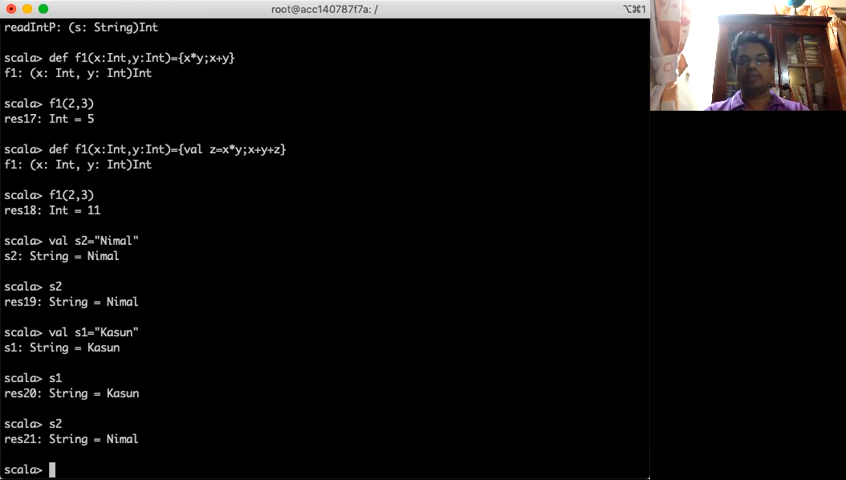 root@acc140787f7a: /
⌥⌘1
readIntP: (s: String)Int
scala> def f1(x:Int,y:Int)={x*y;x+y}
f1: (x: Int, y: Int)Int
scala> f1(2,3)
res17: Int = 5
scala> def f1(x:Int,y:Int)={val z=x*y;x+y+z}
f1: (x: Int, y: Int)Int
scala> f1(2,3)
res18: Int = 11
scala> val s2="Nimal"
s2: String = Nimal
scala> s2
res19: String = Nimal
scala> val s1="Kasun"
s1: String = Kasun
scala> s1
res20: String = Kasun
scala> s2
res21: String = Nimal
scala>